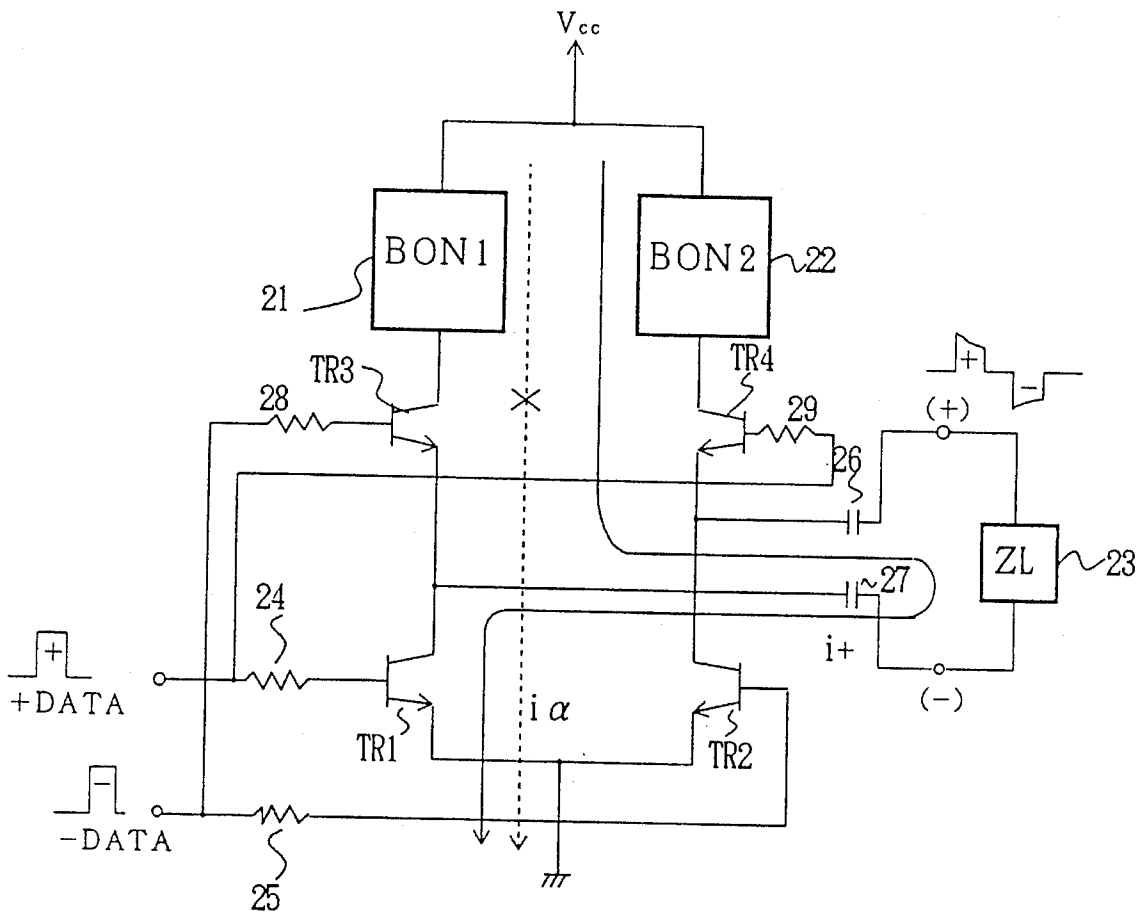 Vcc
BON1
BON2
21
22
TR3
TR4
28
29
+
−
(+)
26
ZL
23
27
24
+
+DATA
i+
(−)
TR1
iα
TR2
−
−DATA
25